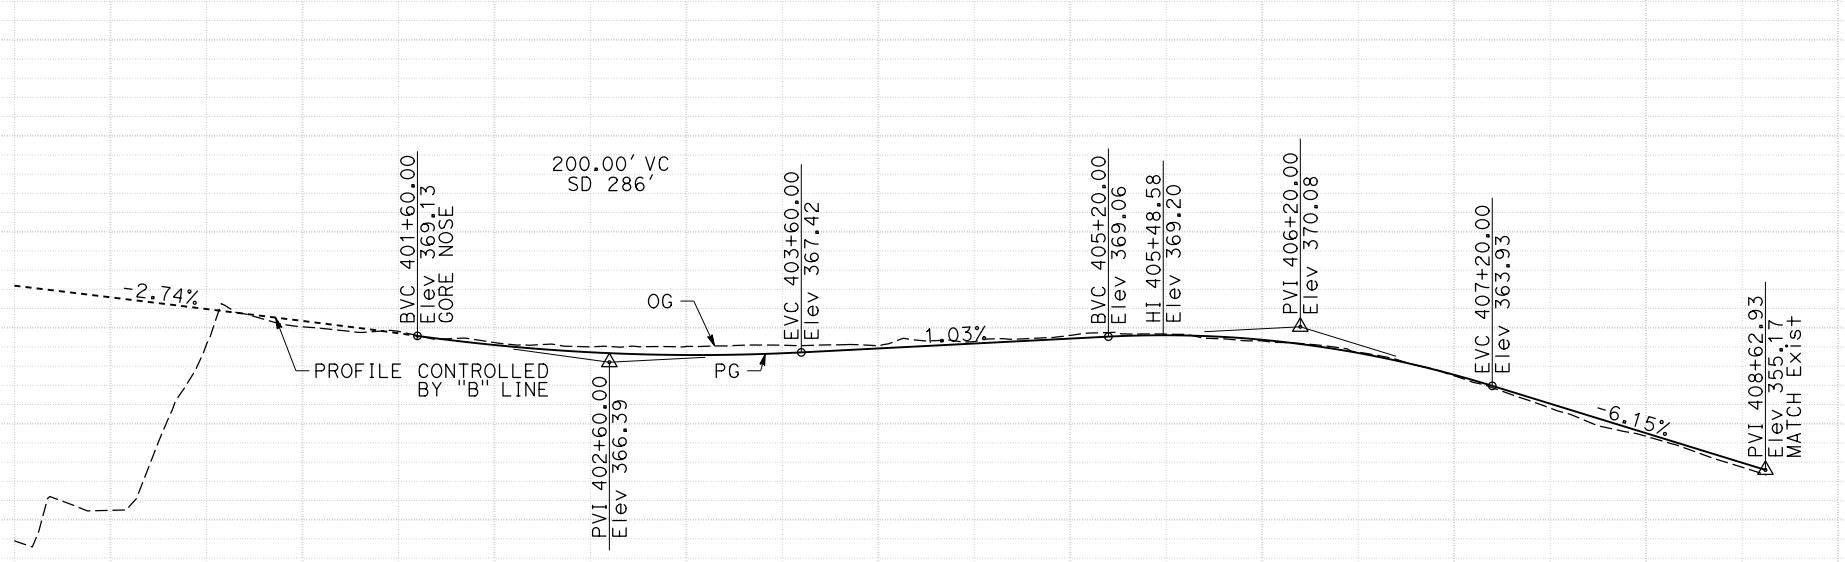 -2.74%
BVC 401+60.00
Elev 369.13
GORE NOSE
200.00' VC
SD 286'
PROFILE CONTROLLED
BY "B" LINE
PVI 402+60.00
Elev 366.39
OG
PG
EVC 403+60.00
Elev 367.42
1.03%
BVC 405+20.00
Elev 369.06
HI 405+48.58
Elev 369.20
PVI 406+20.00
Elev 370.08
EVC 407+20.00
Elev 363.93
-6.15%
PVI 408+62.93
Elev 355.17
MATCH Exist